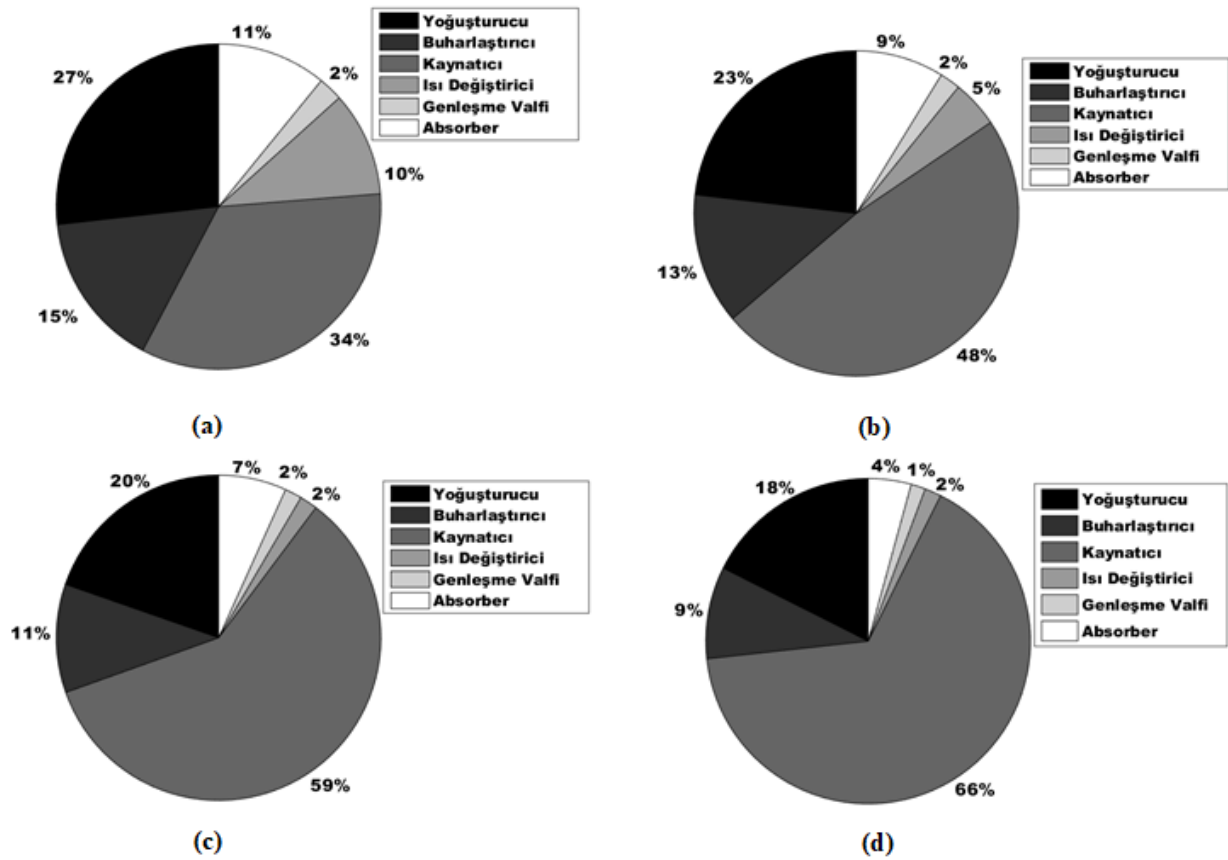 11%
2%
10%
34%
15%
27%
Yoğuşturucu
Buharlaştırıcı
Kaynatıcı
Isı Değiştirici
Genleşme Valfi
Absorber
(a)
9%
2%
5%
48%
13%
23%
Yoğuşturucu
Buharlaştırıcı
Kaynatıcı
Isı Değiştirici
Genleşme Valfi
Absorber
(b)
7%
2%
2%
59%
11%
20%
Yoğuşturucu
Buharlaştırıcı
Kaynatıcı
Isı Değiştirici
Genleşme Valfi
Absorber
(c)
4%
1%
2%
66%
9%
18%
Yoğuşturucu
Buharlaştırıcı
Kaynatıcı
Isı Değiştirici
Genleşme Valfi
Absorber
(d)